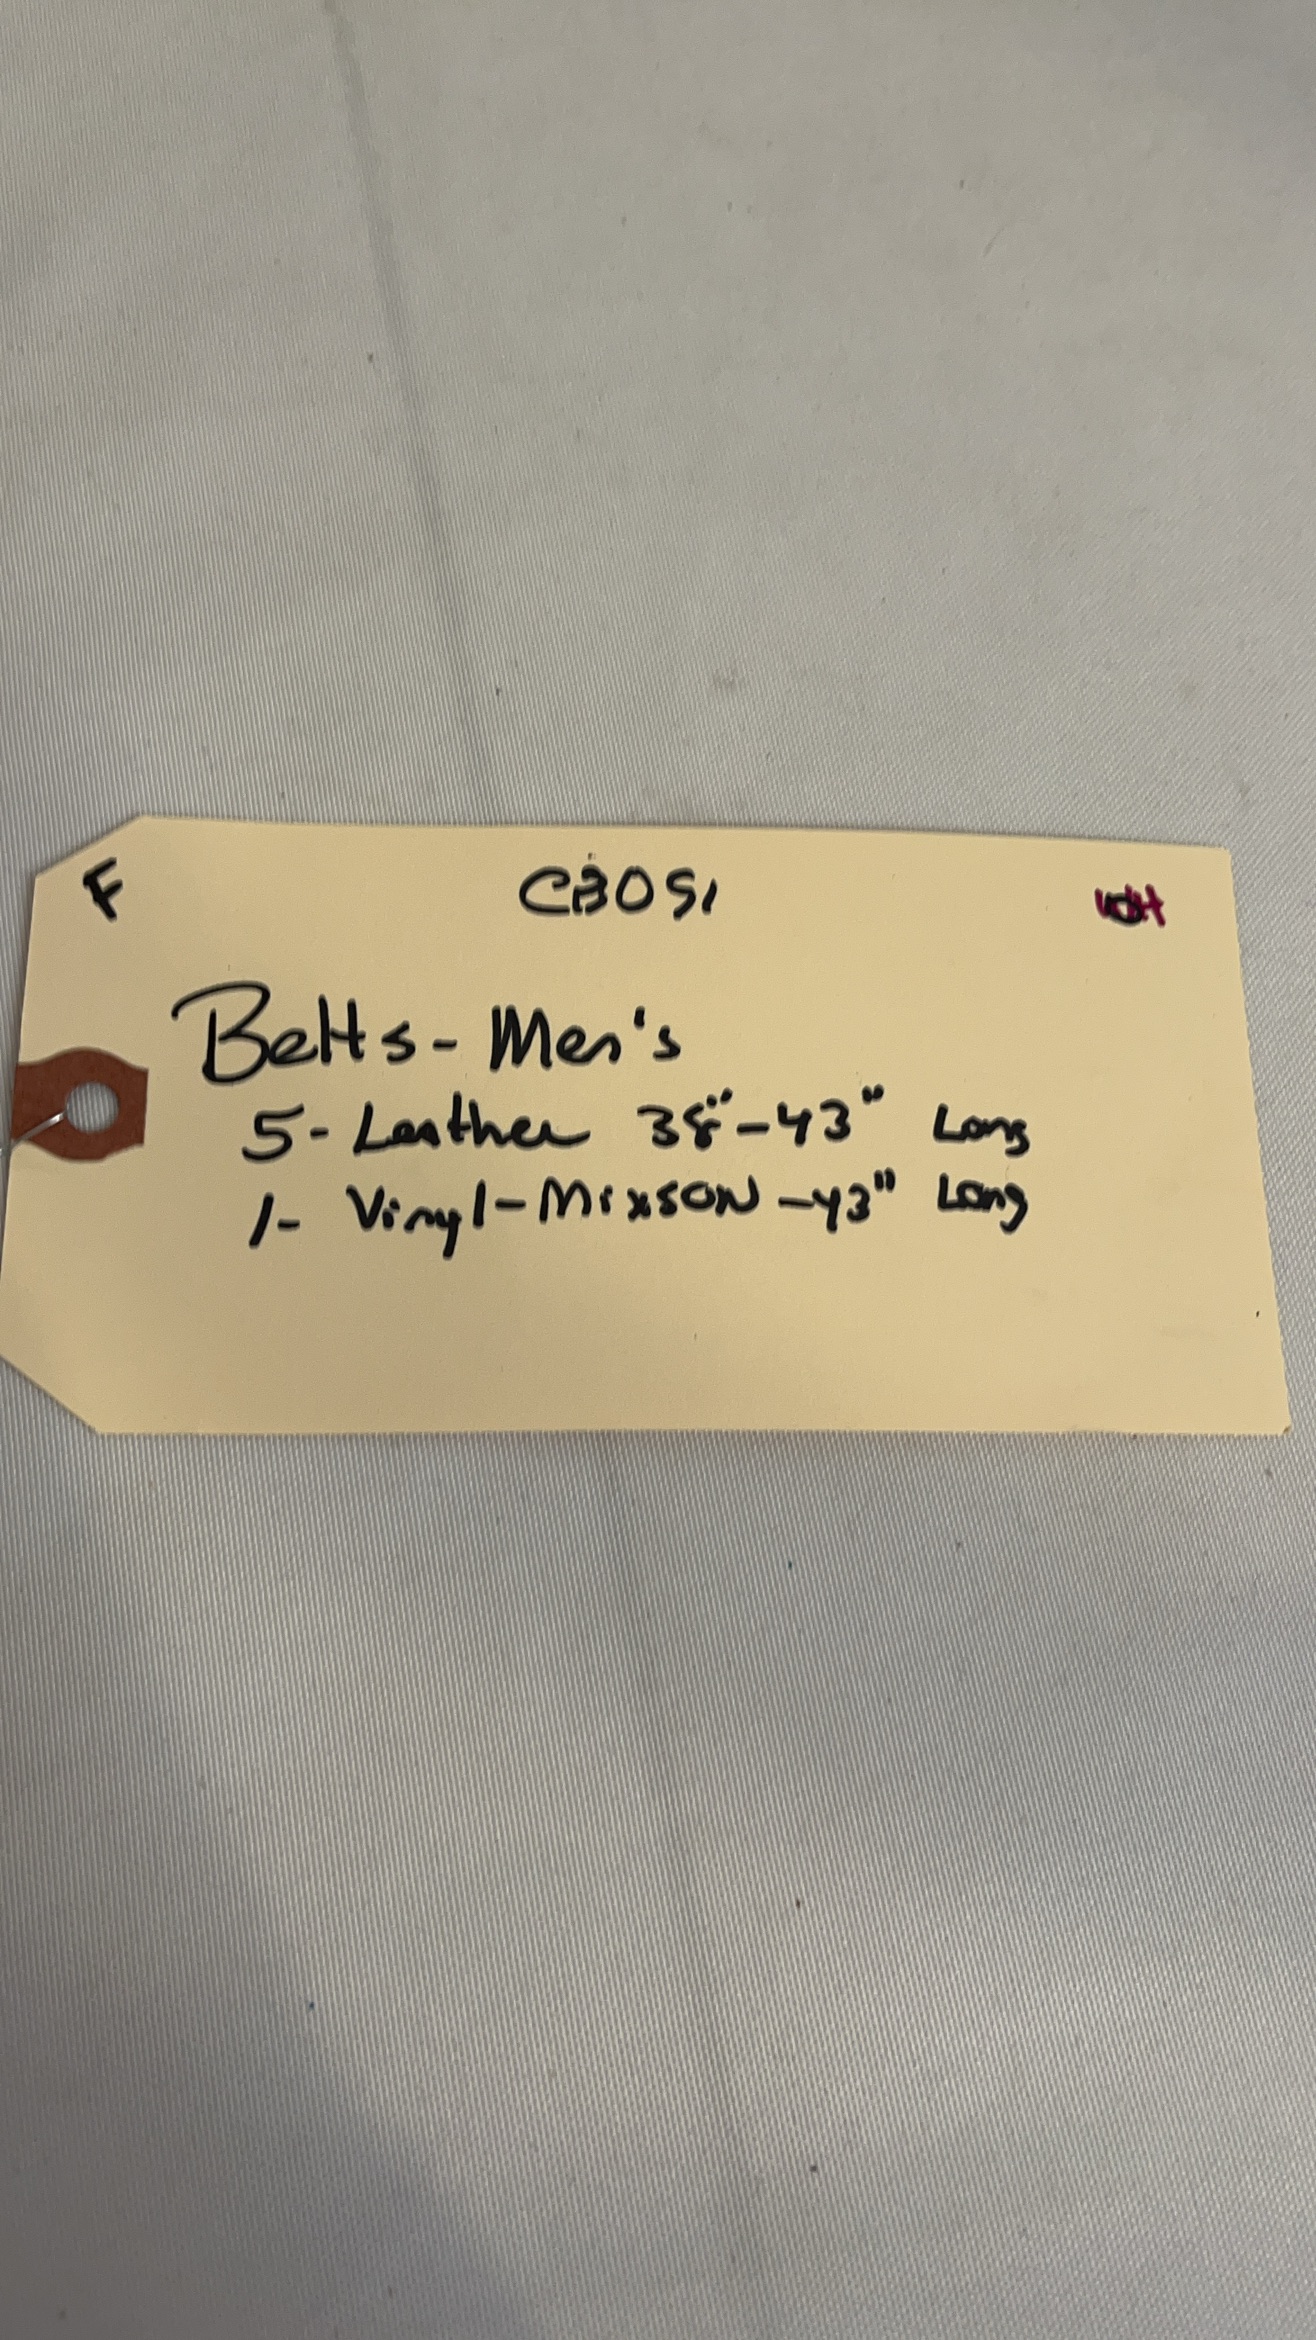 F CB051
Belts - Men's
5 - Leather 38" - 43" Long
1 - Vinyl - MixSON - 43" Long